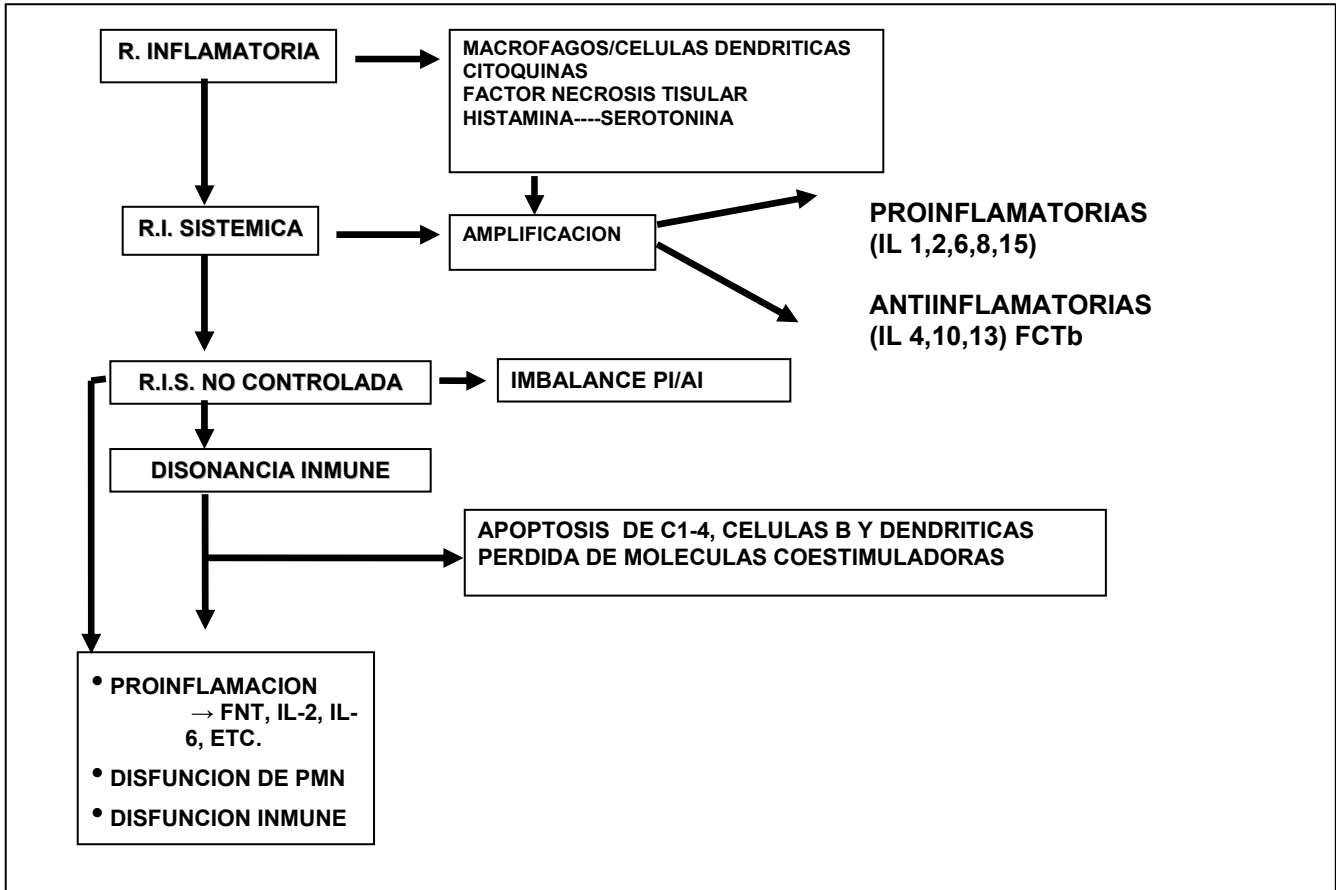 R. INFLAMATORIA
MACROFAGOS/CELULAS DENDRITICAS
CITOQUINAS
FACTOR NECROSIS TISULAR
HISTAMINA----SEROTONINA
R.I. SISTEMICA
AMPLIFICACION
PROINFLAMATORIAS
(IL 1,2,6,8,15)
ANTIINFLAMATORIAS
(IL 4,10,13) FCTb
R.I.S. NO CONTROLADA
IMBALANCE PI/AI
DISONANCIA INMUNE
APOPTOSIS DE C1-4, CELULAS B Y DENDRITICAS
PERDIDA DE MOLECULAS COESTIMULADORAS
• PROINFLAMACION
→ FNT, IL-2, IL-
6, ETC.
• DISFUNCION DE PMN
• DISFUNCION INMUNE